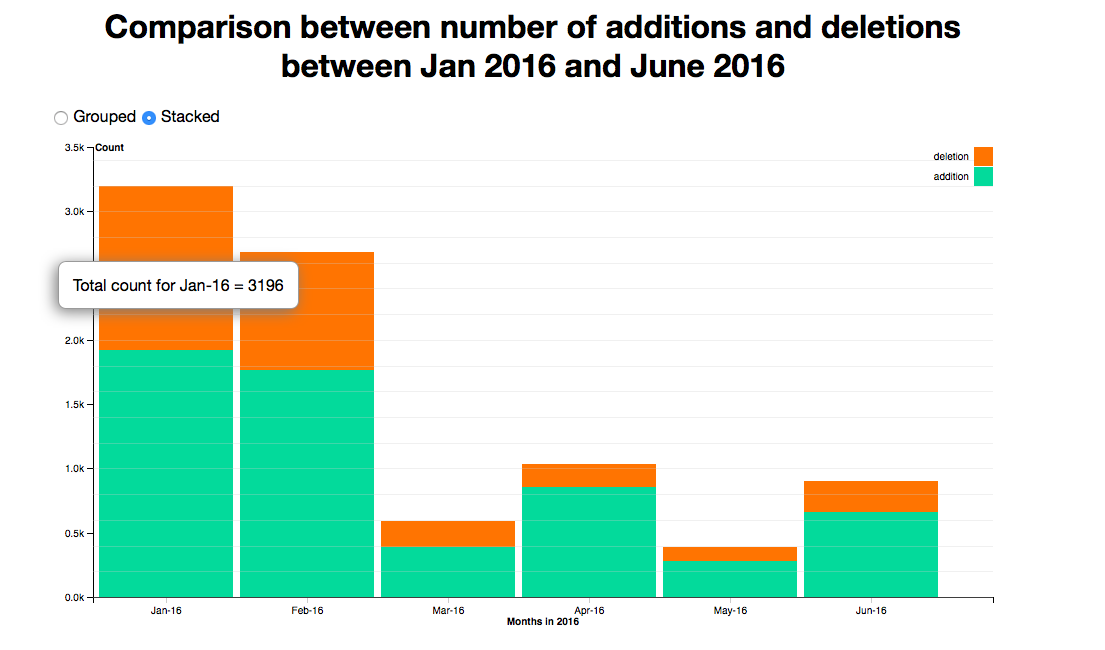 Comparison between number of additions and deletions
between Jan 2016 and June 2016
Grouped Stacked
3.5k Count
deletion
addition
3.0k
Total count for Jan-16 = 3196
2.0k
1.5k
1.0k
0.5k
0.0k
Jan-16 Feb-16 Mar-16 Apr-16 May-16 Jun-16
Months in 2016